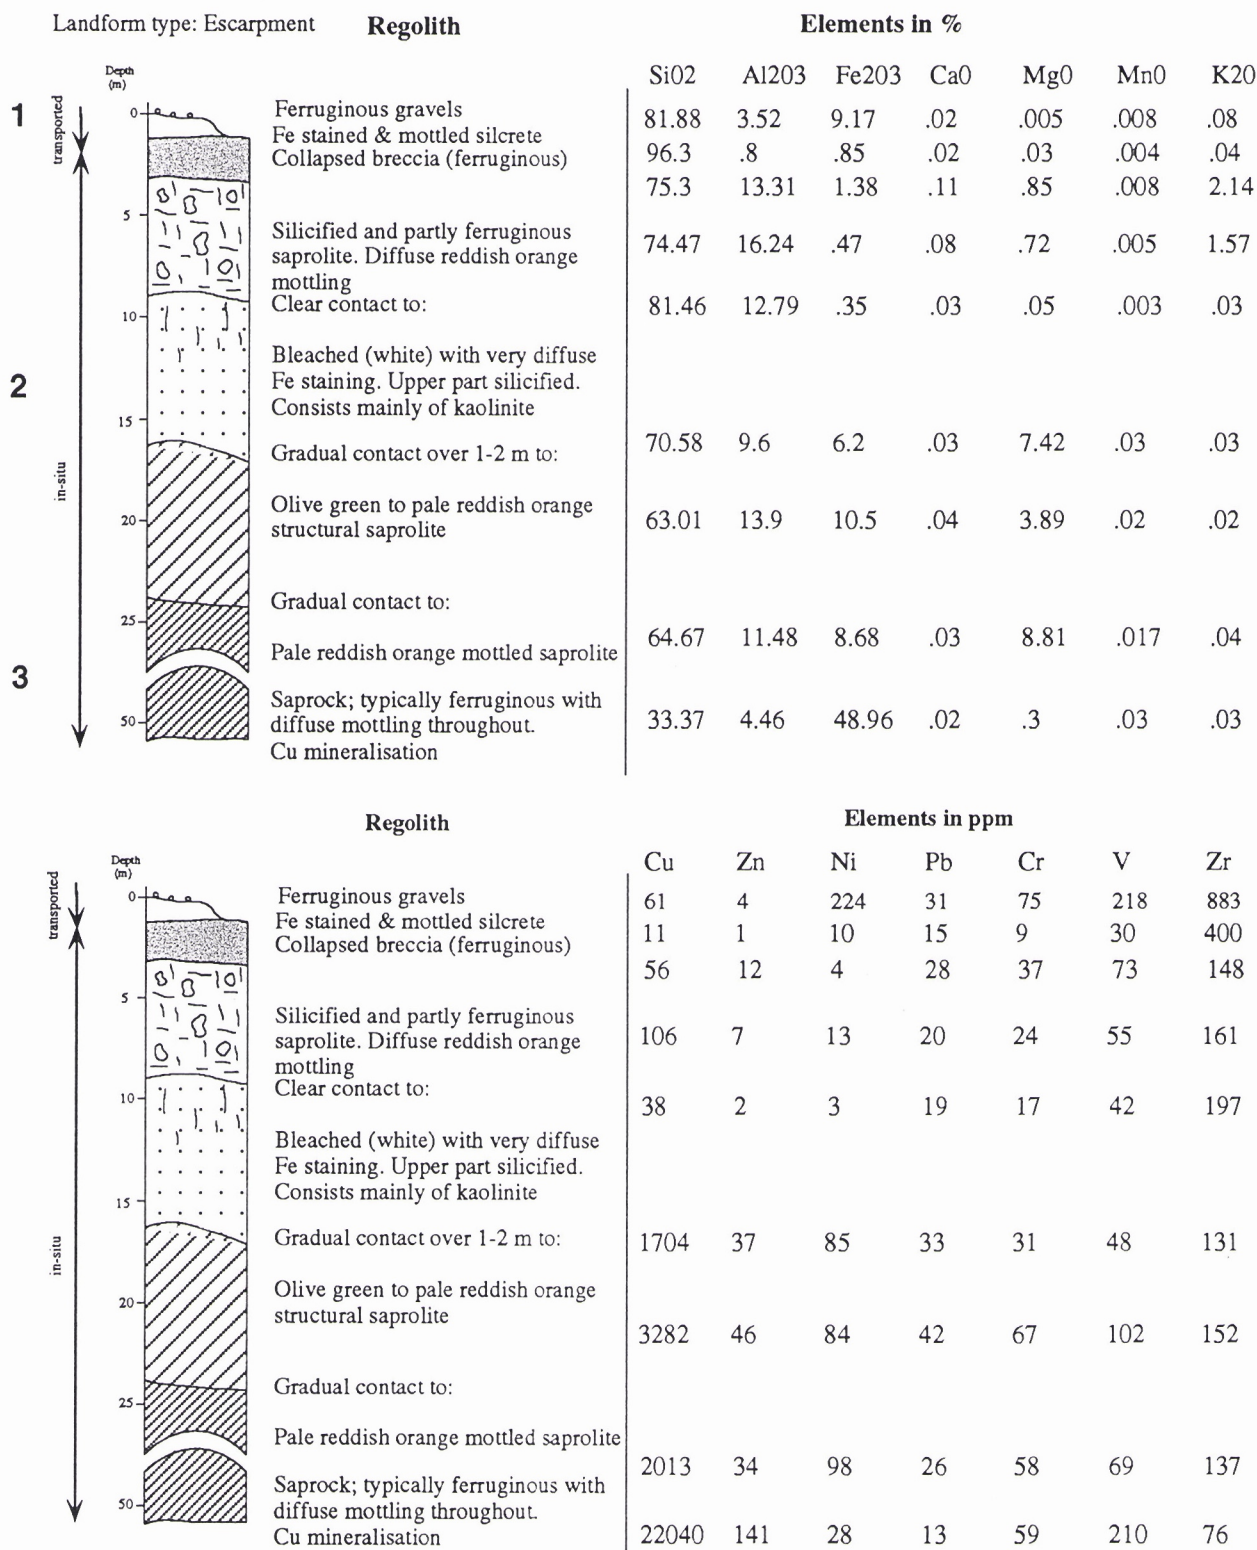 Landform type: Escarpment Regolith Elements in %
Depth
(m)
Si02 Al203 Fe203 Ca0 Mg0 Mn0 K20
1
transported
0
Ferruginous gravels
81.88 3.52 9.17 .02 .005 .008 .08
Fe stained & mottled silcrete
96.3 .8 .85 .02 .03 .004 .04
Collapsed breccia (ferruginous)
75.3 13.31 1.38 .11 .85 .008 2.14
5
Silicified and partly ferruginous
saprolite. Diffuse reddish orange
mottling
74.47 16.24 .47 .08 .72 .005 1.57
Clear contact to:
81.46 12.79 .35 .03 .05 .003 .03
10
2
Bleached (white) with very diffuse
Fe staining. Upper part silicified.
Consists mainly of kaolinite
15
Gradual contact over 1-2 m to:
70.58 9.6 6.2 .03 7.42 .03 .03
in-situ
Olive green to pale reddish orange
structural saprolite
20
63.01 13.9 10.5 .04 3.89 .02 .02
Gradual contact to:
25
64.67 11.48 8.68 .03 8.81 .017 .04
3
Pale reddish orange mottled saprolite
Saprock; typically ferruginous with
diffuse mottling throughout.
Cu mineralisation
50
33.37 4.46 48.96 .02 .3 .03 .03
Regolith Elements in ppm
Depth
(m)
Cu Zn Ni Pb Cr V Zr
transported
0
Ferruginous gravels
61 4 224 31 75 218 883
Fe stained & mottled silcrete
11 1 10 15 9 30 400
Collapsed breccia (ferruginous)
56 12 4 28 37 73 148
5
Silicified and partly ferruginous
saprolite. Diffuse reddish orange
mottling
106 7 13 20 24 55 161
Clear contact to:
38 2 3 19 17 42 197
10
Bleached (white) with very diffuse
Fe staining. Upper part silicified.
Consists mainly of kaolinite
15
Gradual contact over 1-2 m to:
1704 37 85 33 31 48 131
in-situ
Olive green to pale reddish orange
structural saprolite
20
3282 46 84 42 67 102 152
Gradual contact to:
25
Pale reddish orange mottled saprolite
2013 34 98 26 58 69 137
Saprock; typically ferruginous with
diffuse mottling throughout.
50
Cu mineralisation
22040 141 28 13 59 210 76